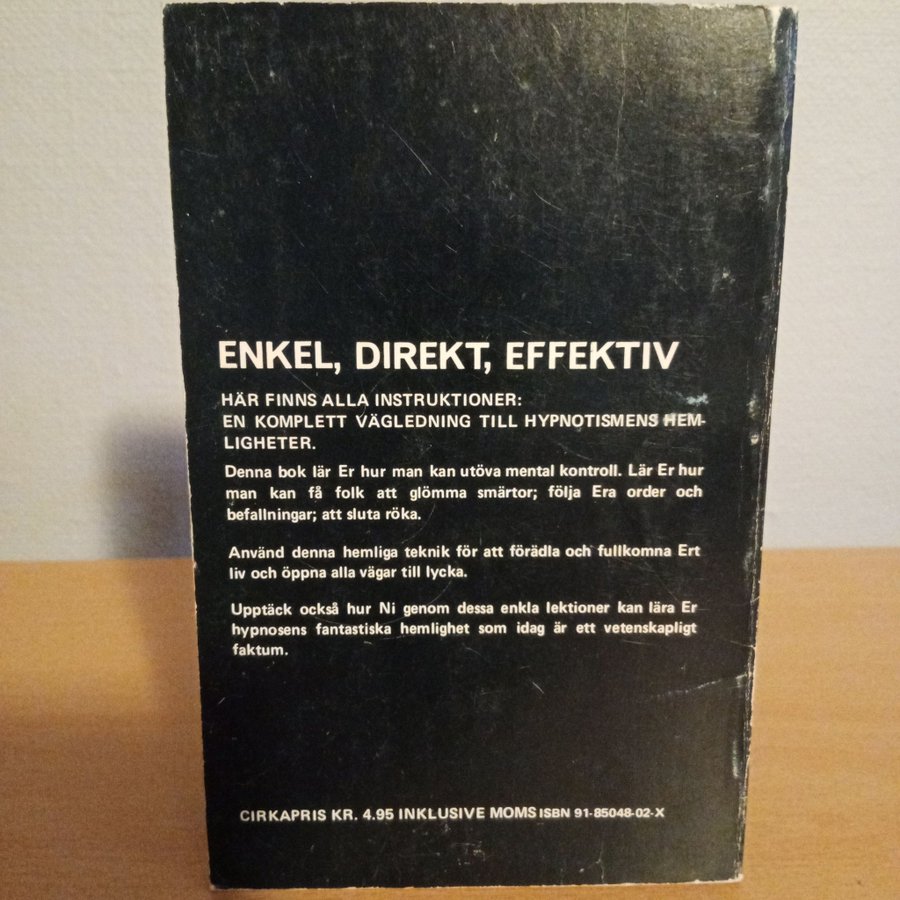 ENKEL, DIREKT, EFFEKTIV
HÄR FINNS ALLA INSTRUKTIONER:
EN KOMPLETT VÄGLEDNING TILL HYPNOTISMENS HEM-
LIGHETER.
Denna bok lär Er hur man kan utöva mental kontroll. Lär Er hur
man kan få folk att glömma smärtor; följa Era order och
befallningar; att sluta röka.
Använd denna hemliga teknik för att förädla och fullkomna Ert
liv och öppna alla vägar till lycka.
Upptäck också hur Ni genom dessa enkla lektioner kan lära Er
hypnosens fantastiska hemlighet som idag är ett vetenskapligt
faktum.
CIRKAPRIS KR. 4.95 INKLUSIVE MOMS ISBN 91-85048-02-X